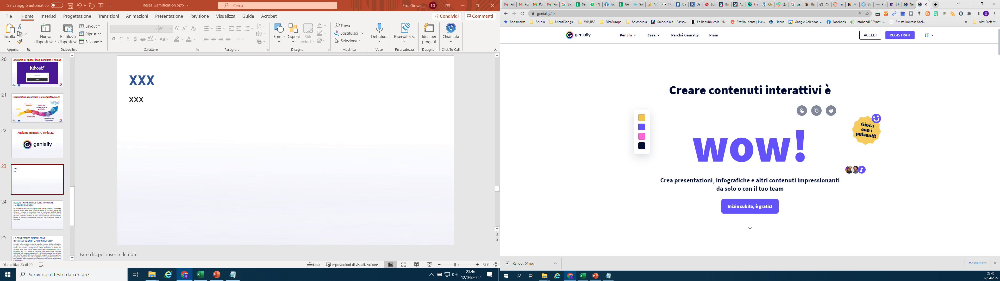 Salvataggio automatico
Reset_Gamification.pptx
Cerca
Erra Giovanni
EG
File
Home
Inserisci
Progettazione
Transizioni
Animazioni
Presentazione
Revisione
Visualizza
Guida
Acrobat
Condividi
Commenti
Incolla
Nuova diapositiva
Riutilizza diapositive
Layout
Ripristina
Sezione
60
Forme
Disponi
Stili veloci
Trova
Sostituisci
Seleziona
Dettatura
Riservatezza
Idee per progetti
Chiamata
Appunti
Diapositive
Carattere
Paragrafo
Disegno
Modifica
Voce
Riservatezza
Designer
Click To Call
20
Andiamo su Kahoot.it ed inseriamo il codice
Kahoot!
21
Gamification as engaging learning methodology
22
Andiamo su https://genial.ly/
genially
23
XXX
XXX
24
QUALI STRUMENTI POSSONO INNOVARE
L'APPRENDIMENTO?
25
LE COMPETENZE DIGITALI COME
INFLUENZERANNO L'APPRENDIMENTO?
XXX
XXX
Fare clic per inserire le note
Diapositiva 23 di 29
Note
Impostazioni di visualizzazione
81%
Scrivi qui il testo da cercare.
23:46
12/04/2022
genial.ly/it/
Bookmarks
Scuola
UtentiGoogle
WP_RSS
DicaEuropa
Soloscuola
Solocuola.it – Rasse...
La Repubblica.it - H...
Profilo utente | Eve...
Libero
Google Calendar -...
Facebook
Infobandi CSVnet –...
Rivista Impresa Soci...
Altri Preferiti
genially
Per chi
Crea
Perché Genially
Piani
ACCEDI
REGISTRATI
IT
Creare contenuti interattivi è
wow!
Gioca
con i
pulsanti!
Crea presentazioni, infografiche e altri contenuti impressionanti
da solo o con il tuo team
Inizia subito, è gratis!
Kahoot_01.jpg
Mostra tutto
23:46
12/04/2022